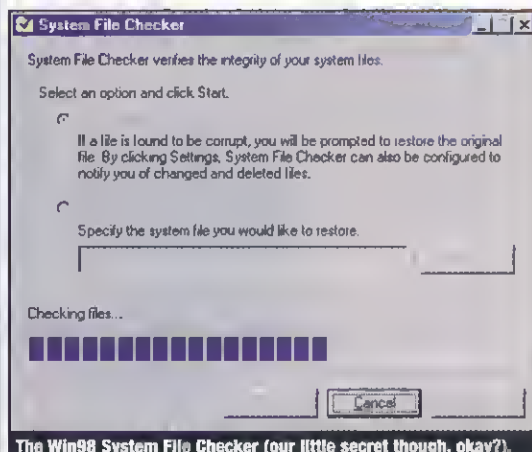 System File Checker
System File Checker verifies the integrity of your system files.
Select an option and click Start.
If a file is found to be corrupt, you will be prompted to restore the original
file. By clicking Settings, System File Checker can also be configured to
notify you of changed and deleted files.
Specify the system file you would like to restore.
Checking files...
Cancel
The Win98 System File Checker (our little secret though, okay?).